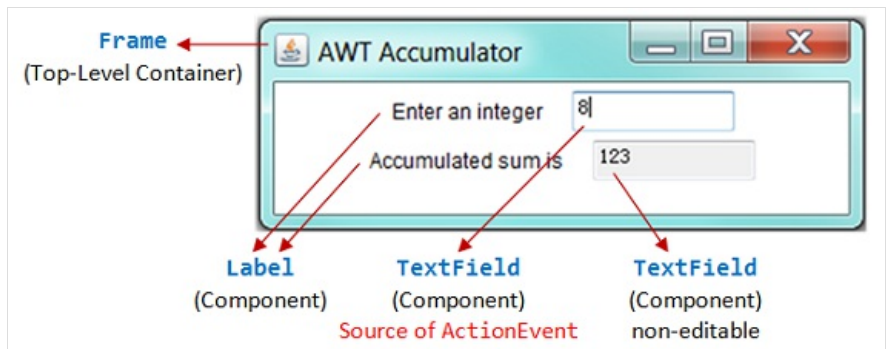 Frame
(Top-Level Container)
AWT Accumulator
Enter an integer 8
Accumulated sum is 123
Label TextField TextField
(Component) (Component) (Component)
Source of ActionEvent non-editable